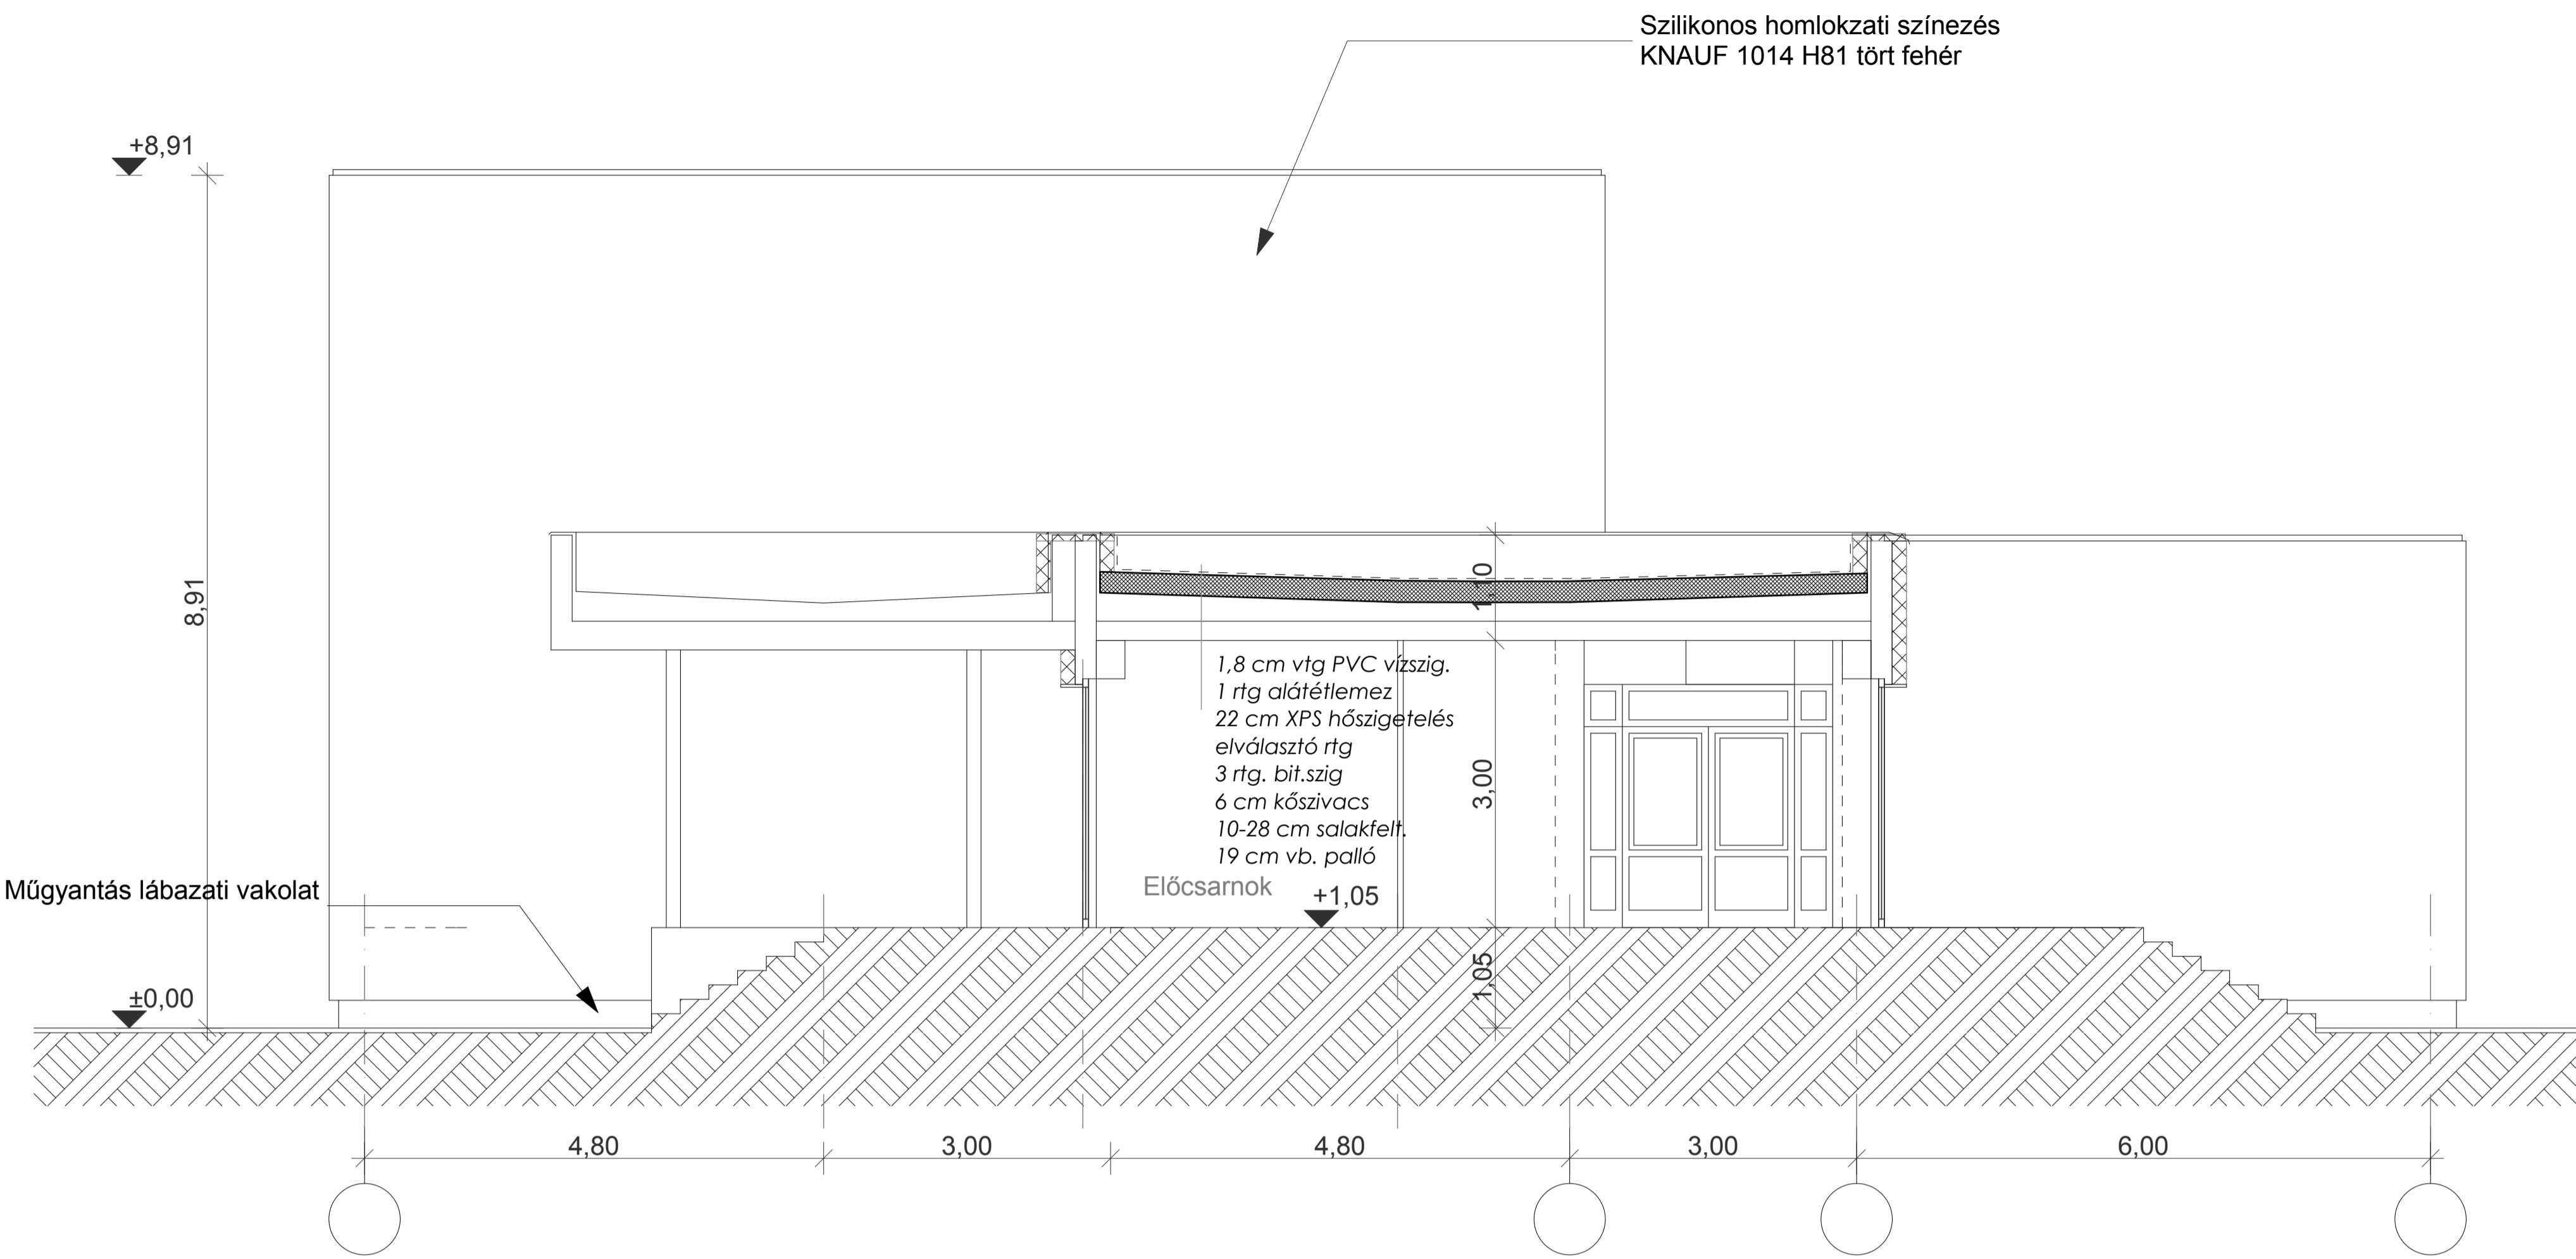 Szilikonos homlokzati színezés
KNAUF 1014 H81 tört fehér
+8,91
8,91
1,10
1,8 cm vtg PVC vízszig.
1 rtg alátétlemez
22 cm XPS hőszigetelés
elválasztó rtg
3 rtg. bit.szig
6 cm kőszivacs
10-28 cm salakfelt.
19 cm vb. palló
3,00
Műgyantás lábazati vakolat
Előcsarnok
+1,05
1,05
±0,00
4,80
3,00
4,80
3,00
6,00